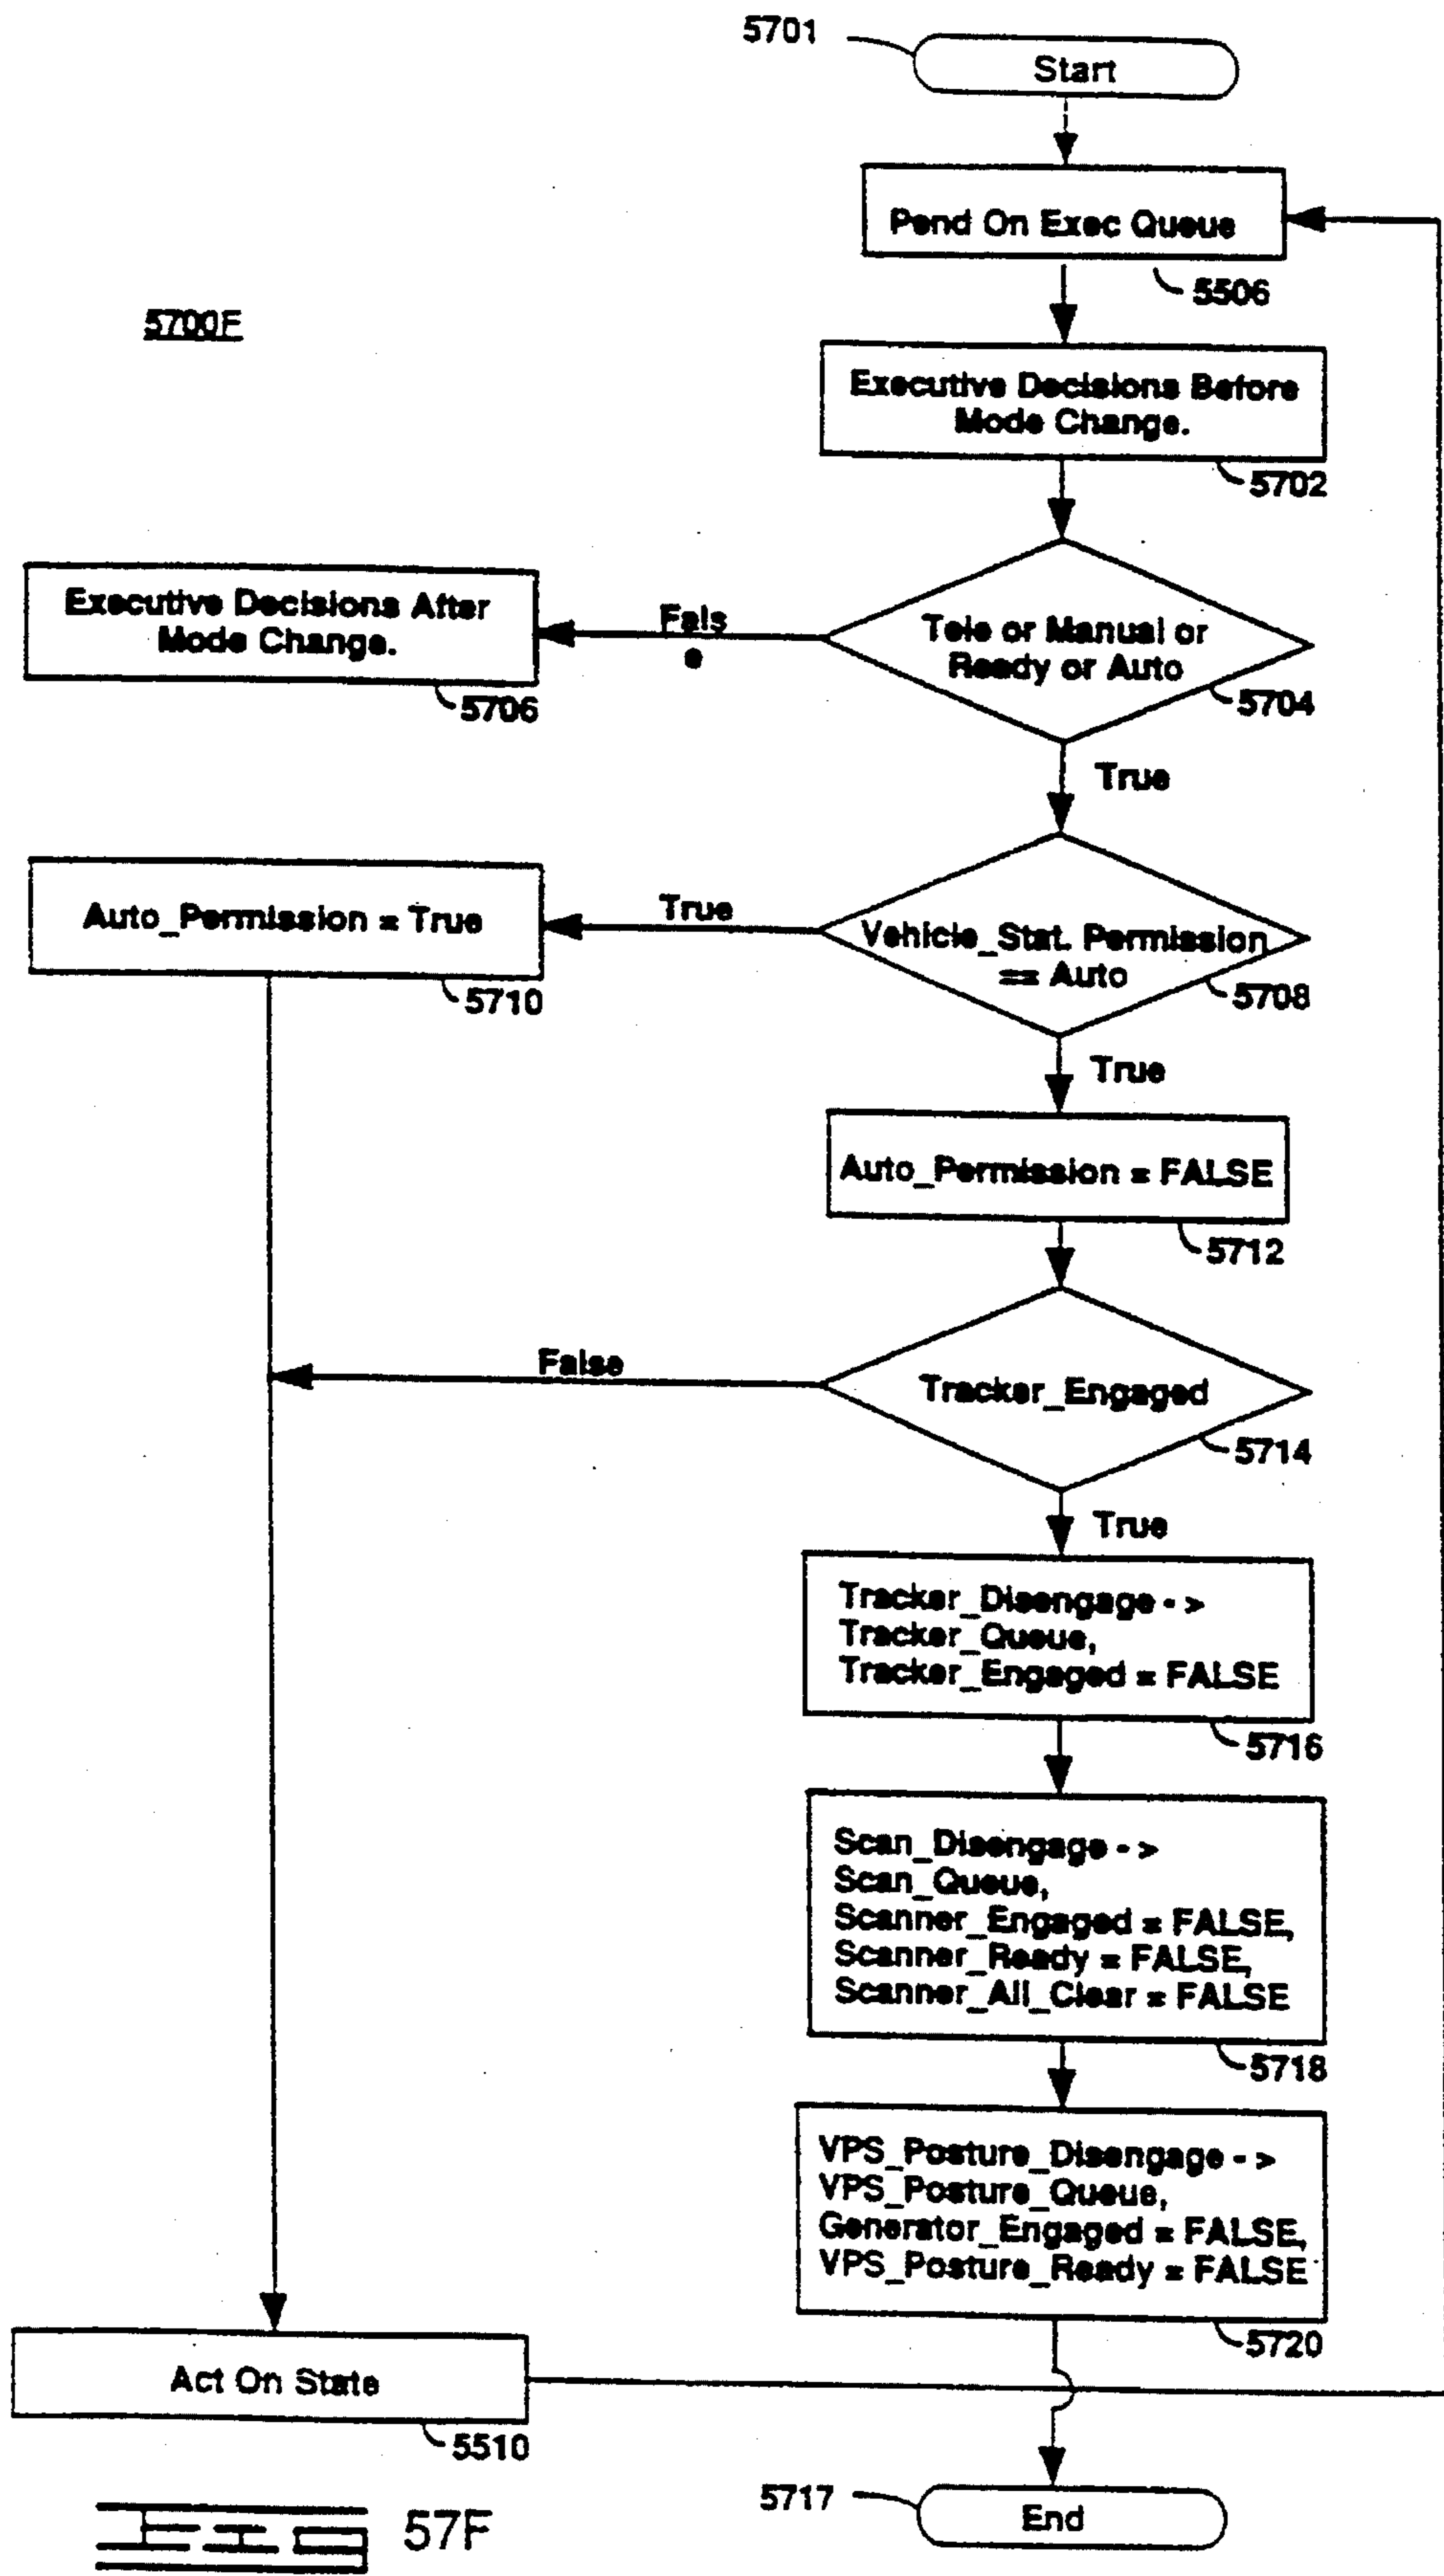 5701
Start
Pend On Exec Queue
5506
5700F
Executive Decisions Before
Mode Change.
5702
Executive Decisions After
Mode Change.
5706
Fals
e
Tele or Manual or
Ready or Auto
5704
True
Auto_Permission = True
5710
True
Vehicle_Stat. Permission
== Auto
5708
True
Auto_Permission = FALSE
5712
False
Tracker_Engaged
5714
True
Tracker_Disengage - >
Tracker_Queue,
Tracker_Engaged = FALSE
5716
Scan_Disengage - >
Scan_Queue,
Scanner_Engaged = FALSE,
Scanner_Ready = FALSE,
Scanner_All_Clear = FALSE
5718
VPS_Posture_Disengage - >
VPS_Posture_Queue,
Generator_Engaged = FALSE,
VPS_Posture_Ready = FALSE
5720
Act On State
5510
5717
End
FIG 57F